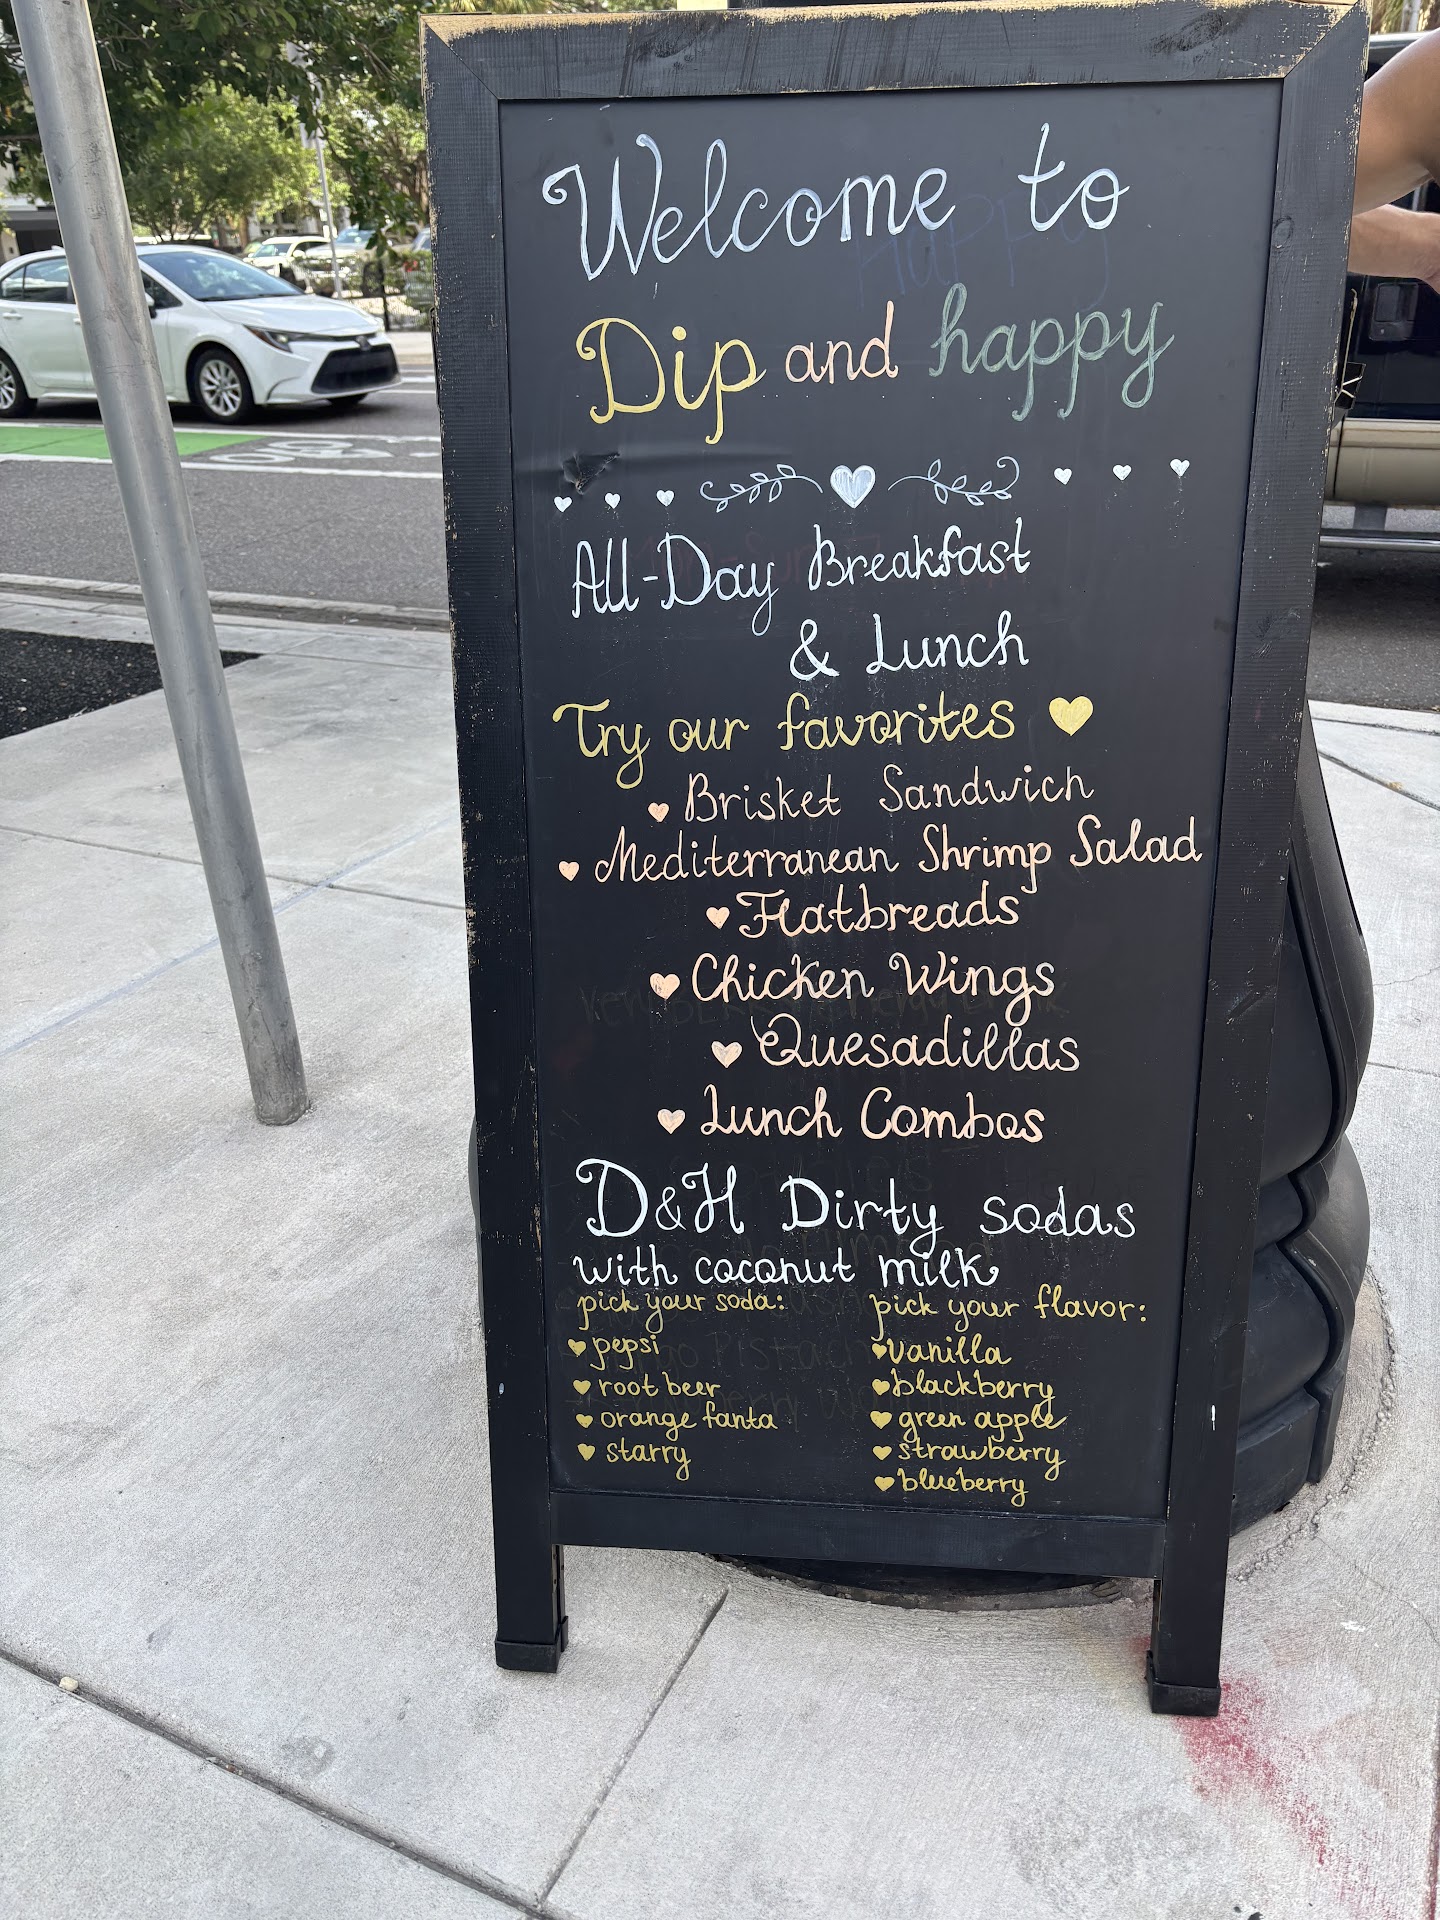 Welcome to
Dip and happy
All-Day Breakfast
& Lunch
Try our favorites
Brisket Sandwich
Mediterranean Shrimp Salad
Flatbreads
Chicken Wings
Quesadillas
Lunch Combos
D&H Dirty sodas
with coconut milk
pick your soda:
pepsi
root beer
orange fanta
starry
pick your flavor:
vanilla
blackberry
green apple
strawberry
blueberry